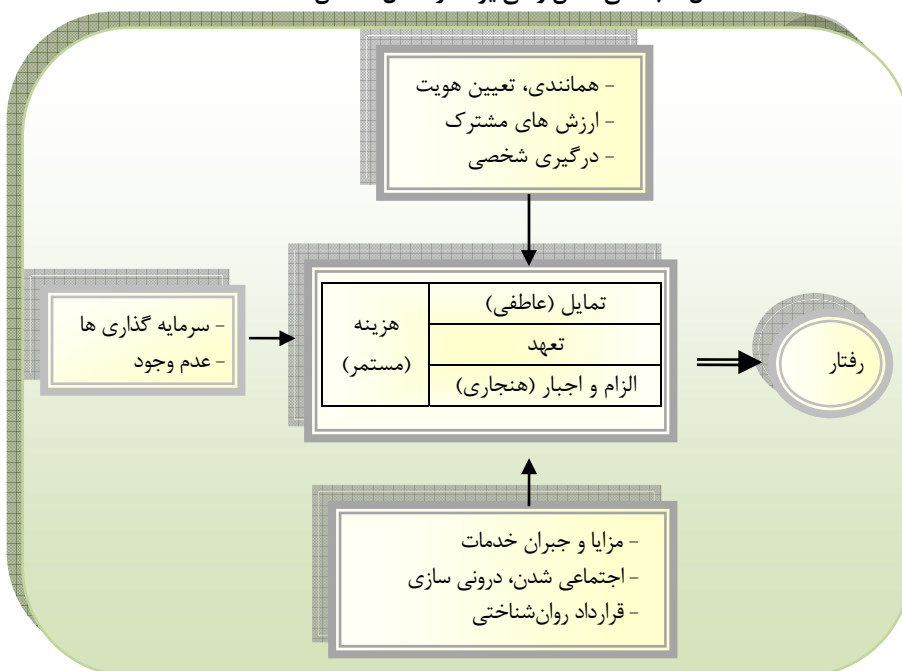 - همانندی، تعیین هویت
- ارزش های مشترک
- درگیری شخصی
- سرمایه گذاری ها
- عدم وجود
هزینه
(مستمر)
تمایل (عاطفی)
تعهد
الزام و اجبار (هنجاری)
رفتار
- مزایا و جبران خدمات
- اجتماعی شدن، درونی سازی
- قرارداد روان‌شناختی